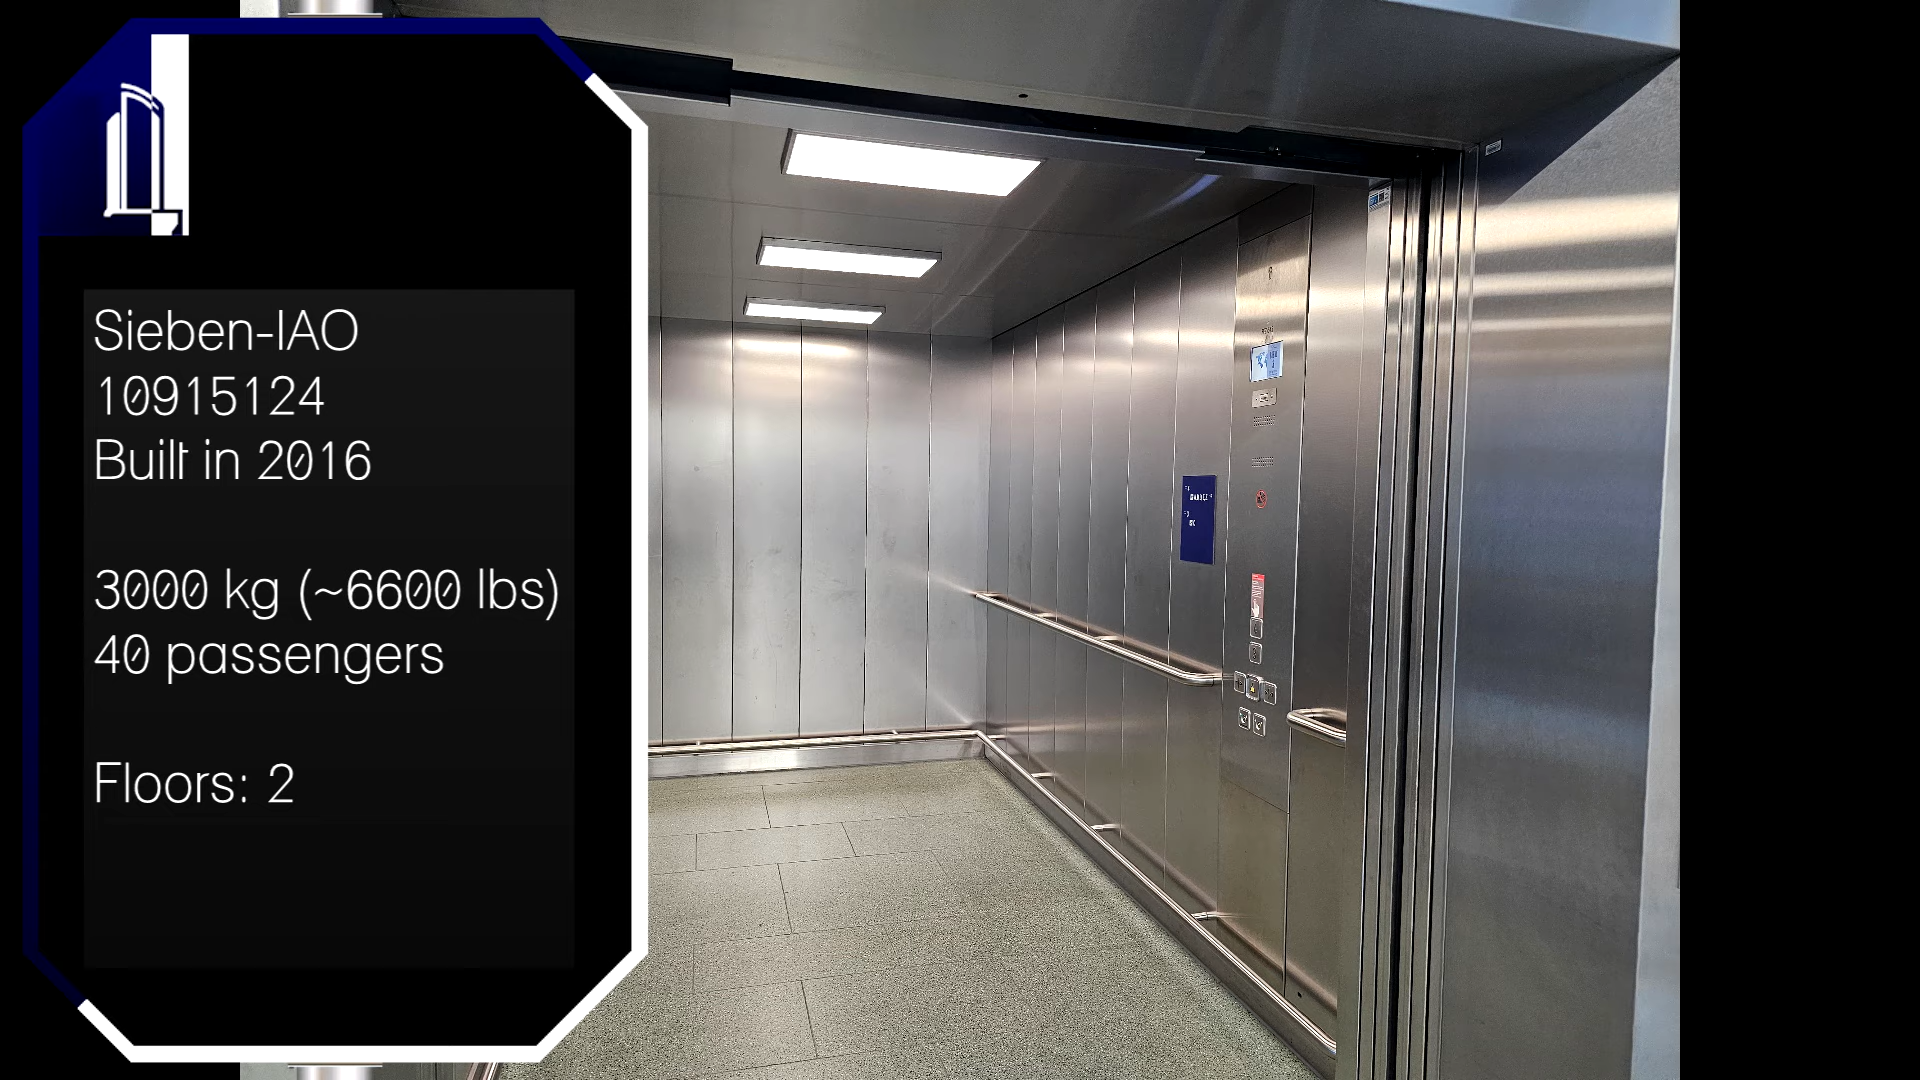 Sieben-IAO
10915124
Built in 2016
3000 kg (~6600 lbs)
40 passengers
Floors: 2